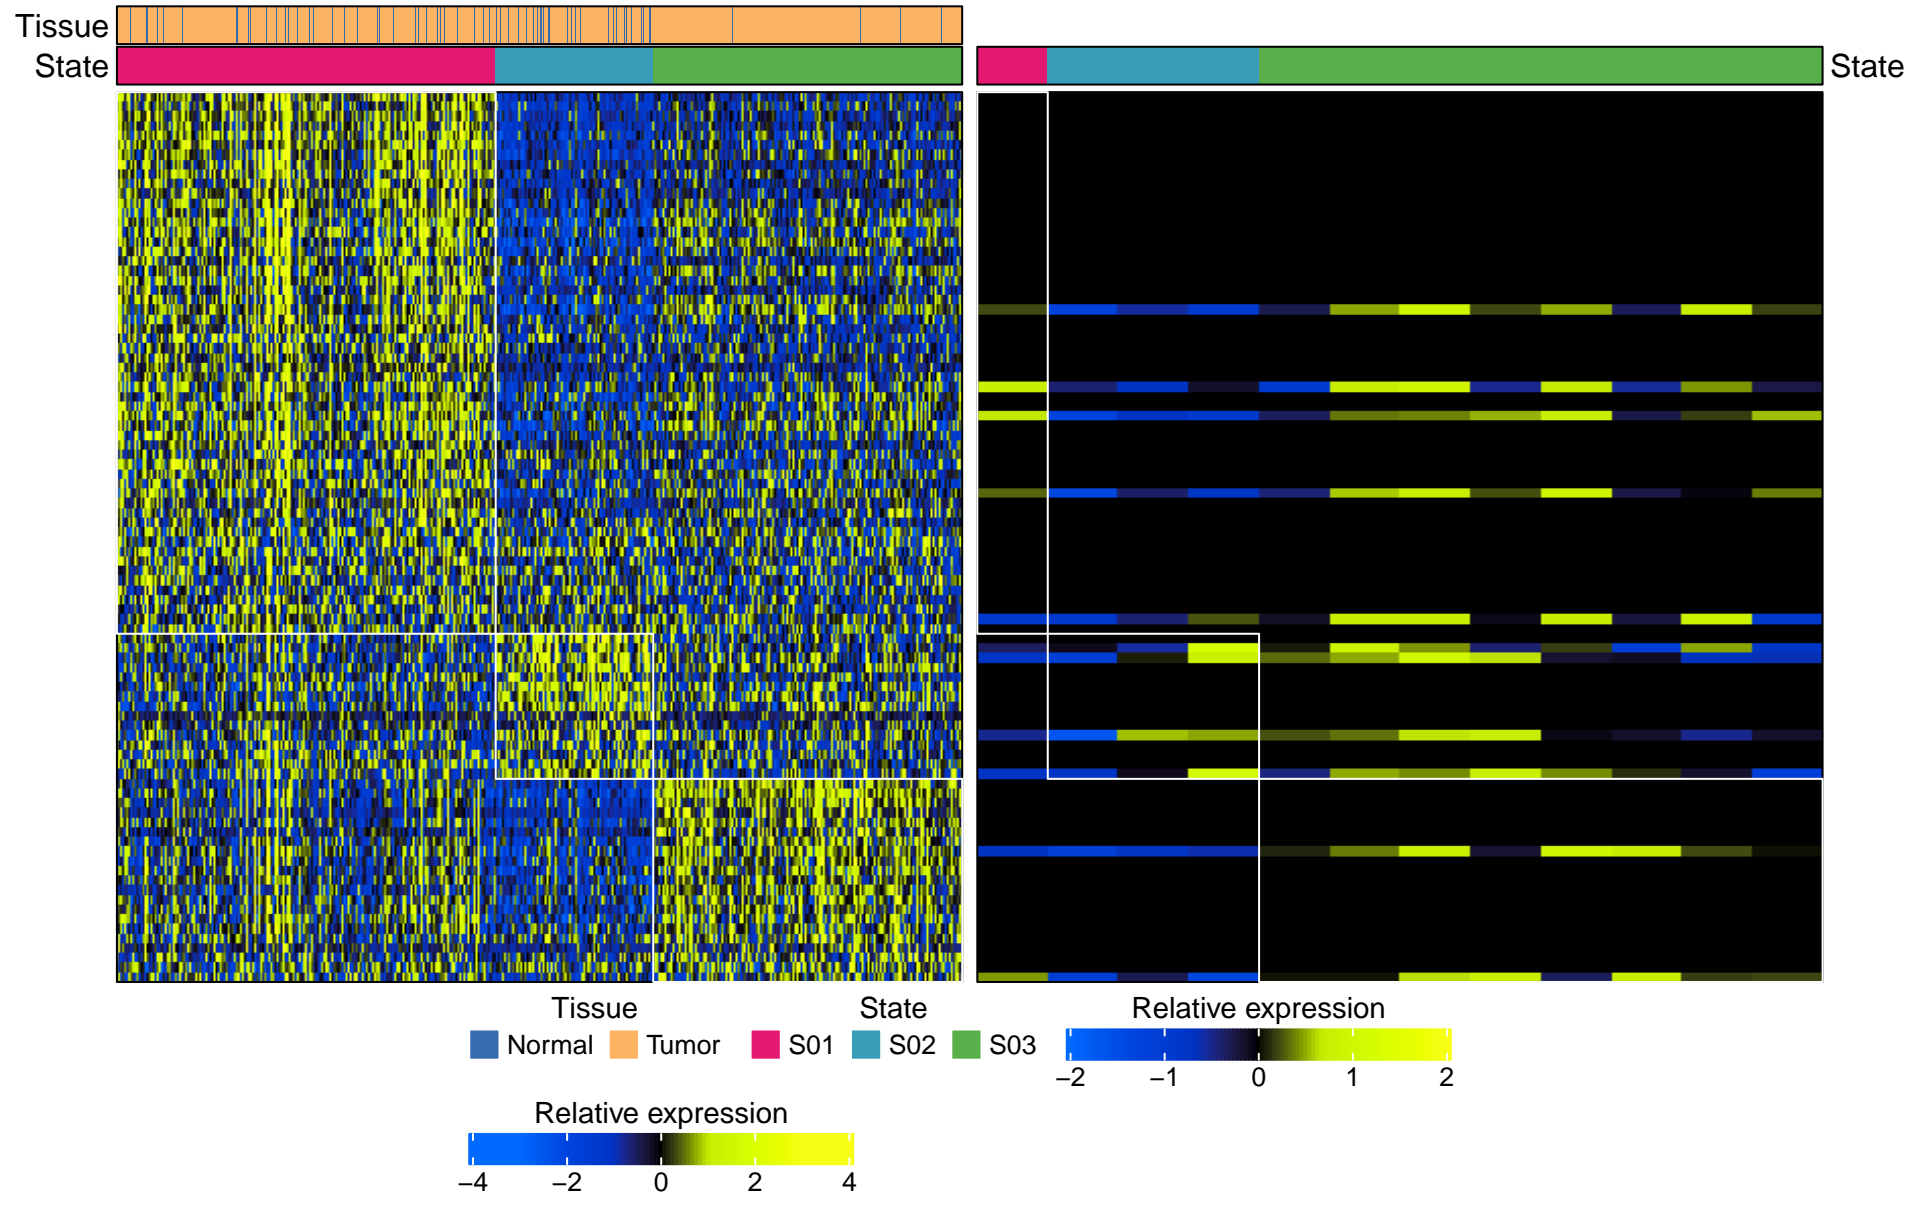 Tissue
State
State
Tissue
Normal Tumor
State
S01 S02 S03
Relative expression
−2 −1 0 1 2
Relative expression
−4 −2 0 2 4